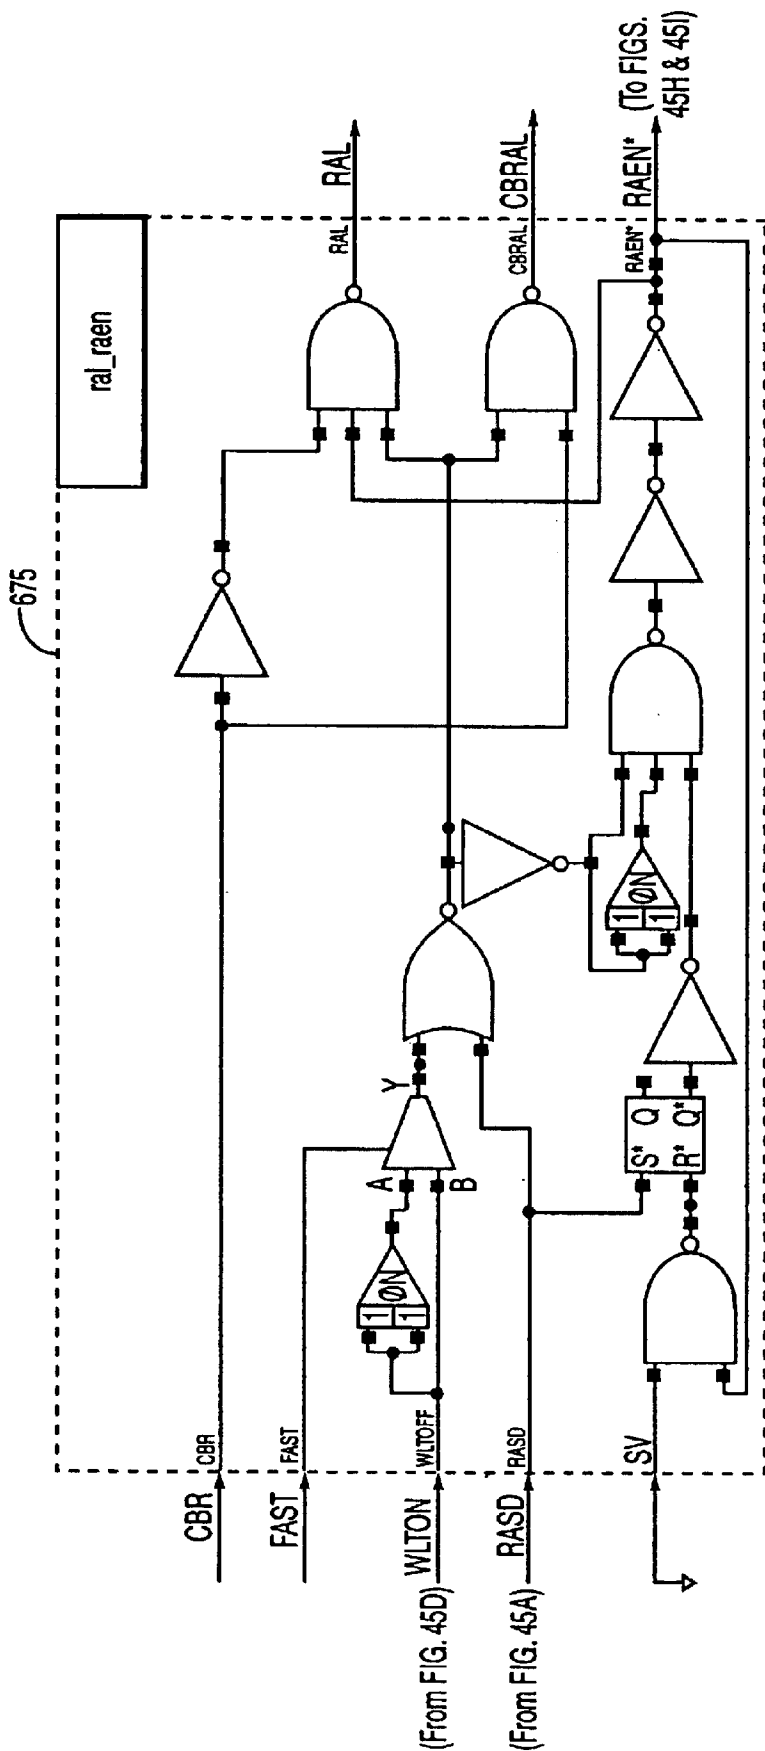 675
ral_raen
CBR
CBR
FAST
FAST
WLTON
WLTOFF
(From FIG. 45D)
RASD
RASD
(From FIG. 45A)
SV
1
1
ØN
A
B
Y
S* Q
R* Q*
1
1
ØN
RAL
RAL
CBRAL
CBRAL
RAEN*
RAEN*
(To FIGS.
45H & 45I)